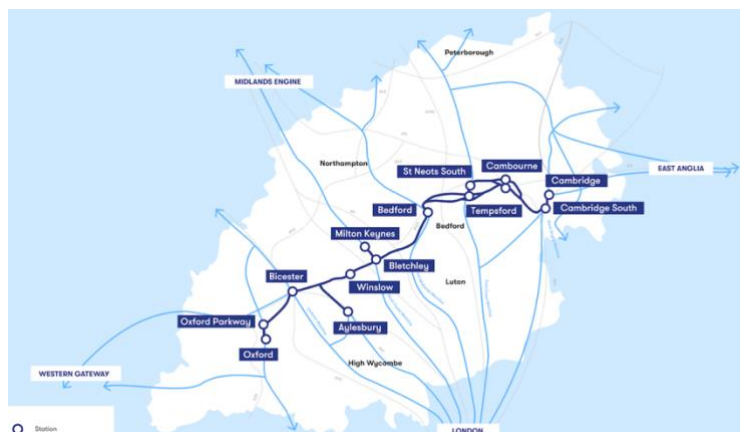 Peterborough
MIDLANDS ENGINE
Northampton
St Neots South
Cambourne
EAST ANGLIA
Cambridge
Bedford
Tempsford
Cambridge South
Bedford
Milton Keynes
Bletchley
Bicester
Winslow
Luton
Oxford Parkway
Aylesbury
Oxford
High Wycombe
WESTERN GATEWAY
LONDON
Station